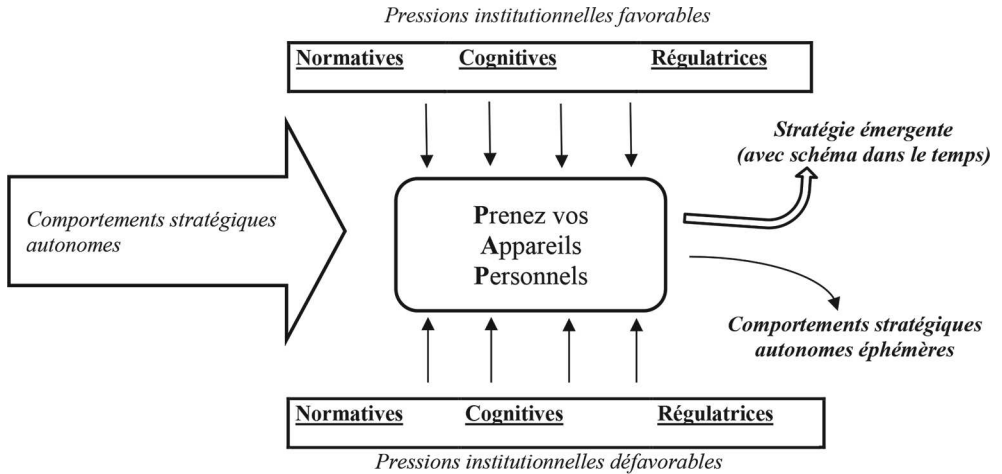 Pressions institutionnelles favorables
Normatives Cognitives Régulatrices
Stratégie émergente
(avec schéma dans le temps)
Comportements stratégiques
autonomes
Prenez vos
Appareils
Personnels
Comportements stratégiques
autonomes éphémères
Normatives Cognitives Régulatrices
Pressions institutionnelles défavorables